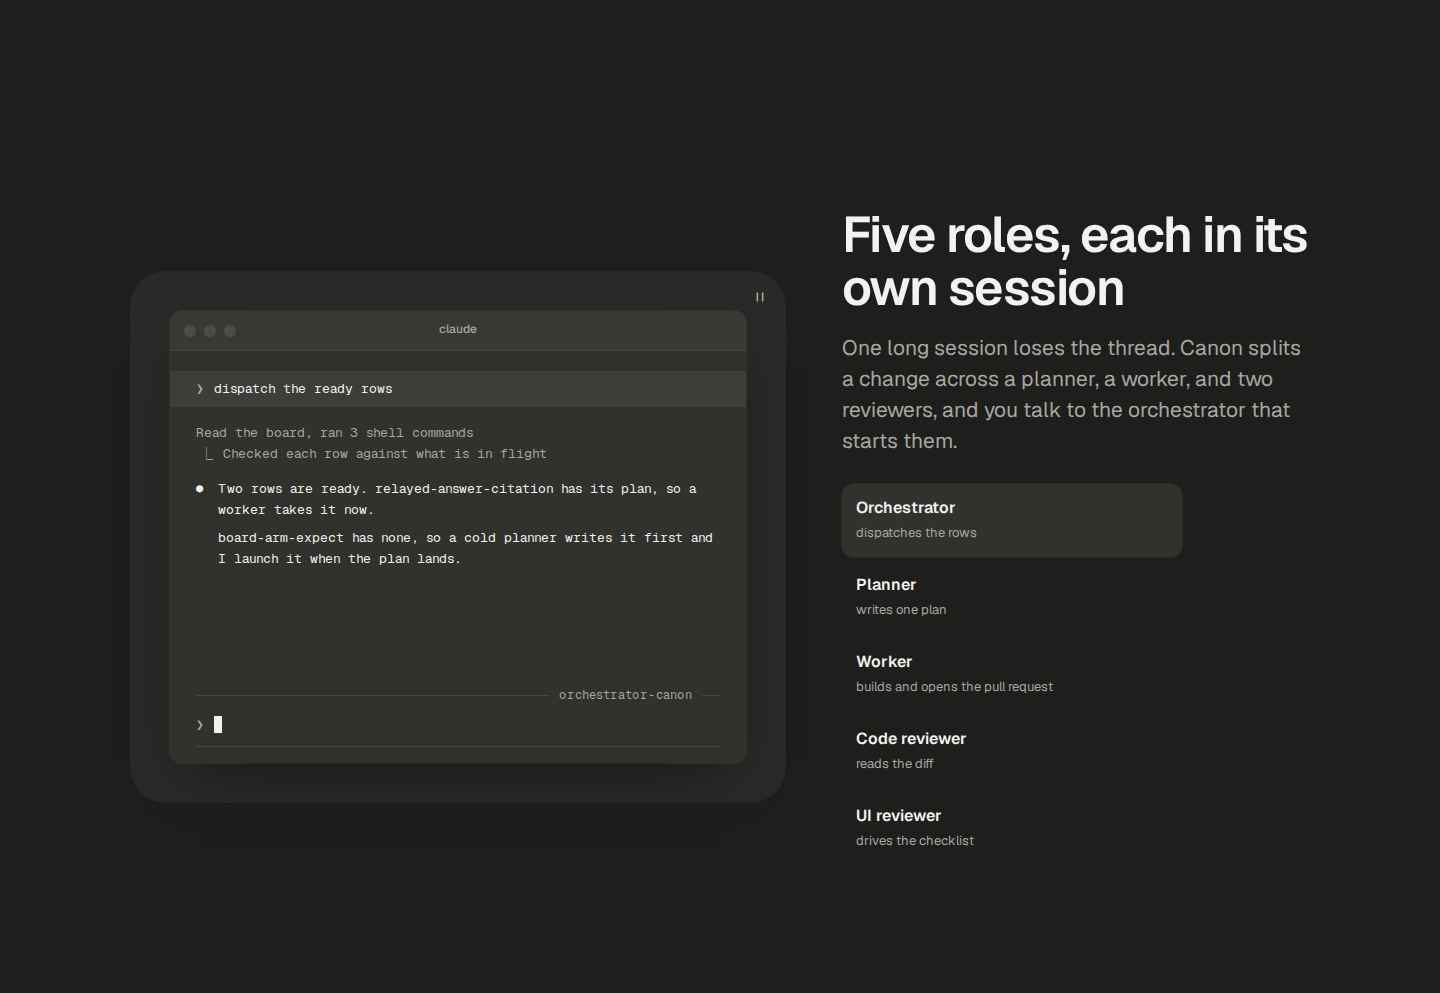 claude
❯ dispatch the ready rows
Read the board, ran 3 shell commands
⎿ Checked each row against what is in flight
● Two rows are ready. relayed-answer-citation has its plan, so a
worker takes it now.
board-arm-expect has none, so a cold planner writes it first and
I launch it when the plan lands.
orchestrator-canon
❯
Five roles, each in its
own session
One long session loses the thread. Canon splits
a change across a planner, a worker, and two
reviewers, and you talk to the orchestrator that
starts them.
Orchestrator
dispatches the rows
Planner
writes one plan
Worker
builds and opens the pull request
Code reviewer
reads the diff
UI reviewer
drives the checklist